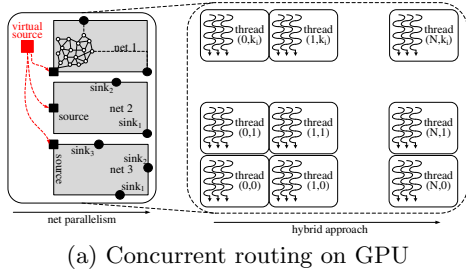 virtual
source
net 1
sink2
net 2
source
sink1
source
sink3
sink2
net 3
sink1
net parallelism
thread
(0,ki)
thread
(1,ki)
thread
(N,ki)
thread
(0,1)
thread
(1,1)
thread
(N,1)
thread
(0,0)
thread
(1,0)
thread
(N,0)
hybrid approach
(a) Concurrent routing on GPU